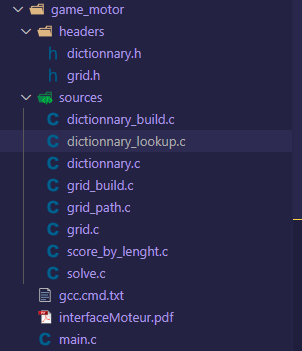 game_motor
headers
h dictionnary.h
h grid.h
sources
C dictionnary_build.c
C dictionnary_lookup.c
C dictionnary.c
C grid_build.c
C grid_path.c
C grid.c
C score_by_lenght.c
C solve.c
gcc.cmd.txt
interfaceMoteur.pdf
C main.c